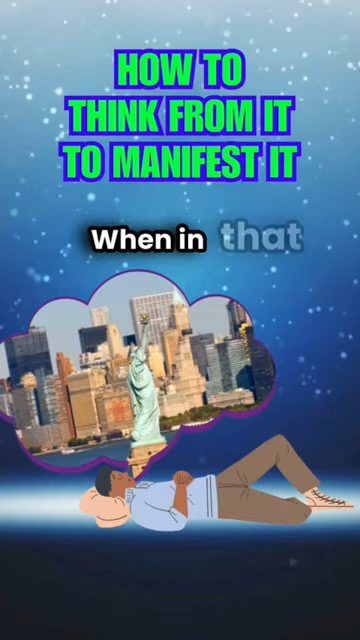 HOW TO
THINK FROM IT
TO MANIFEST IT
When in that